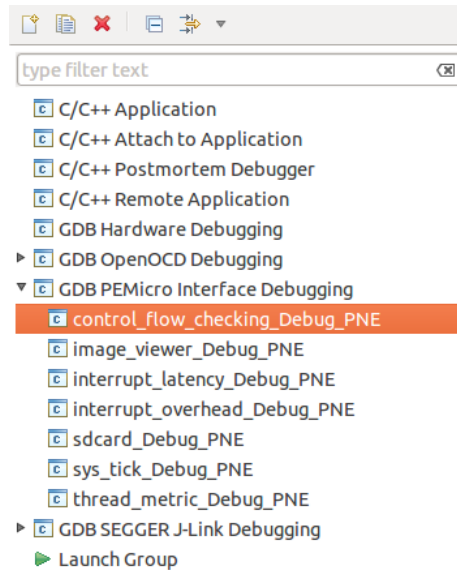 type filter text
C/C++ Application
C/C++ Attach to Application
C/C++ Postmortem Debugger
C/C++ Remote Application
GDB Hardware Debugging
GDB OpenOCD Debugging
GDB PEMicro Interface Debugging
control_flow_checking_Debug_PNE
image_viewer_Debug_PNE
interrupt_latency_Debug_PNE
interrupt_overhead_Debug_PNE
sdcard_Debug_PNE
sys_tick_Debug_PNE
thread_metric_Debug_PNE
GDB SEGGER J-Link Debugging
Launch Group